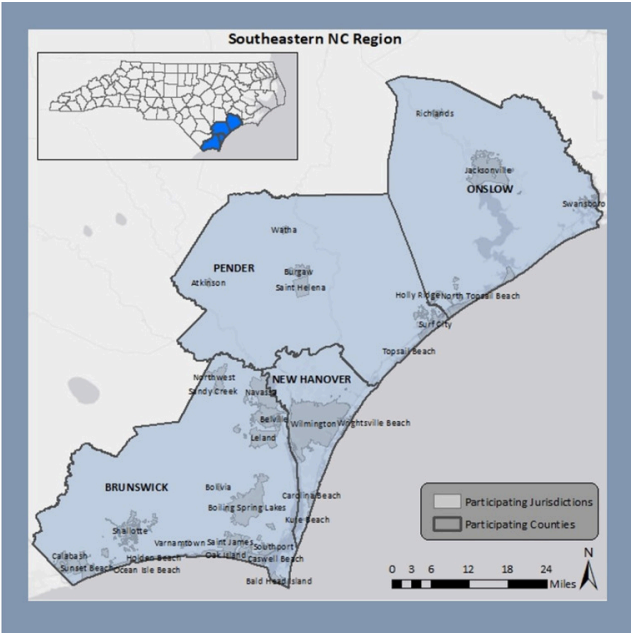 Southeastern NC Region
Richlands
Jacksonville
ONSLOW
Swansboro
Watha
PENDER
Burgaw
Atkinson
Saint Helena
Holly Ridge
North Topsail Beach
Surf City
Topsail Beach
Northwest
NEW HANOVER
Sandy Creek
Navassa
Belville
Wilmington
Wrightsville Beach
Leland
BRUNSWICK
Bolivia
Carolina Beach
Boiling Spring Lakes
Kure Beach
Shallotte
Varnamtown
Saint James
Southport
Calabash
Holden Beach
Oak Island
Caswell Beach
Sunset Beach
Ocean Isle Beach
Bald Head Island
Participating Jurisdictions
Participating Counties
N
0 3 6 12 18 24
Miles